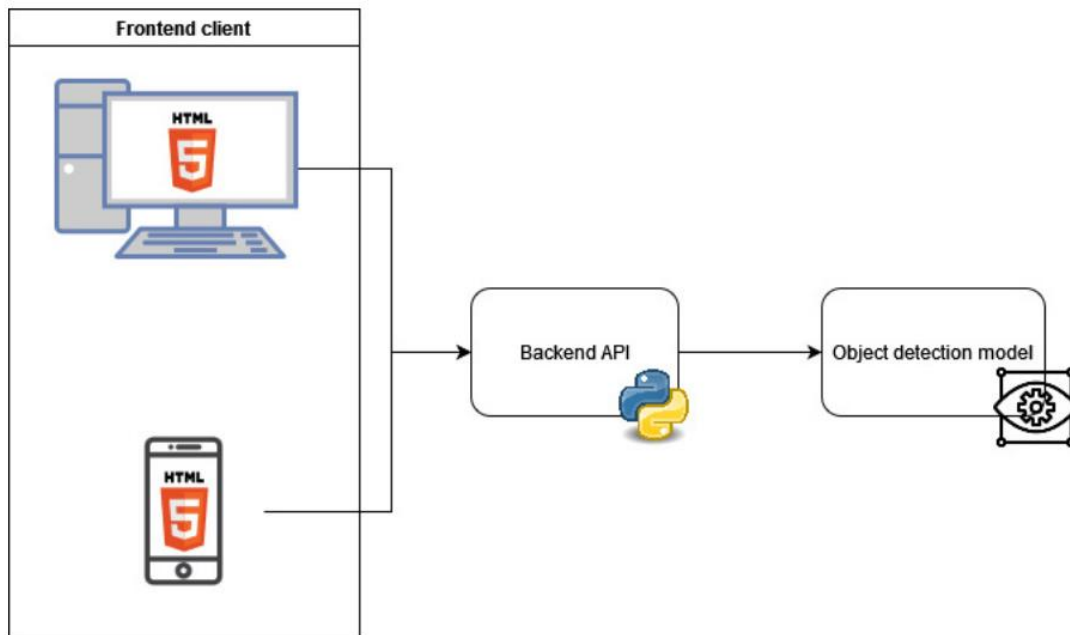 Frontend client
HTML
5
Backend API
Object detection model
HTML
5